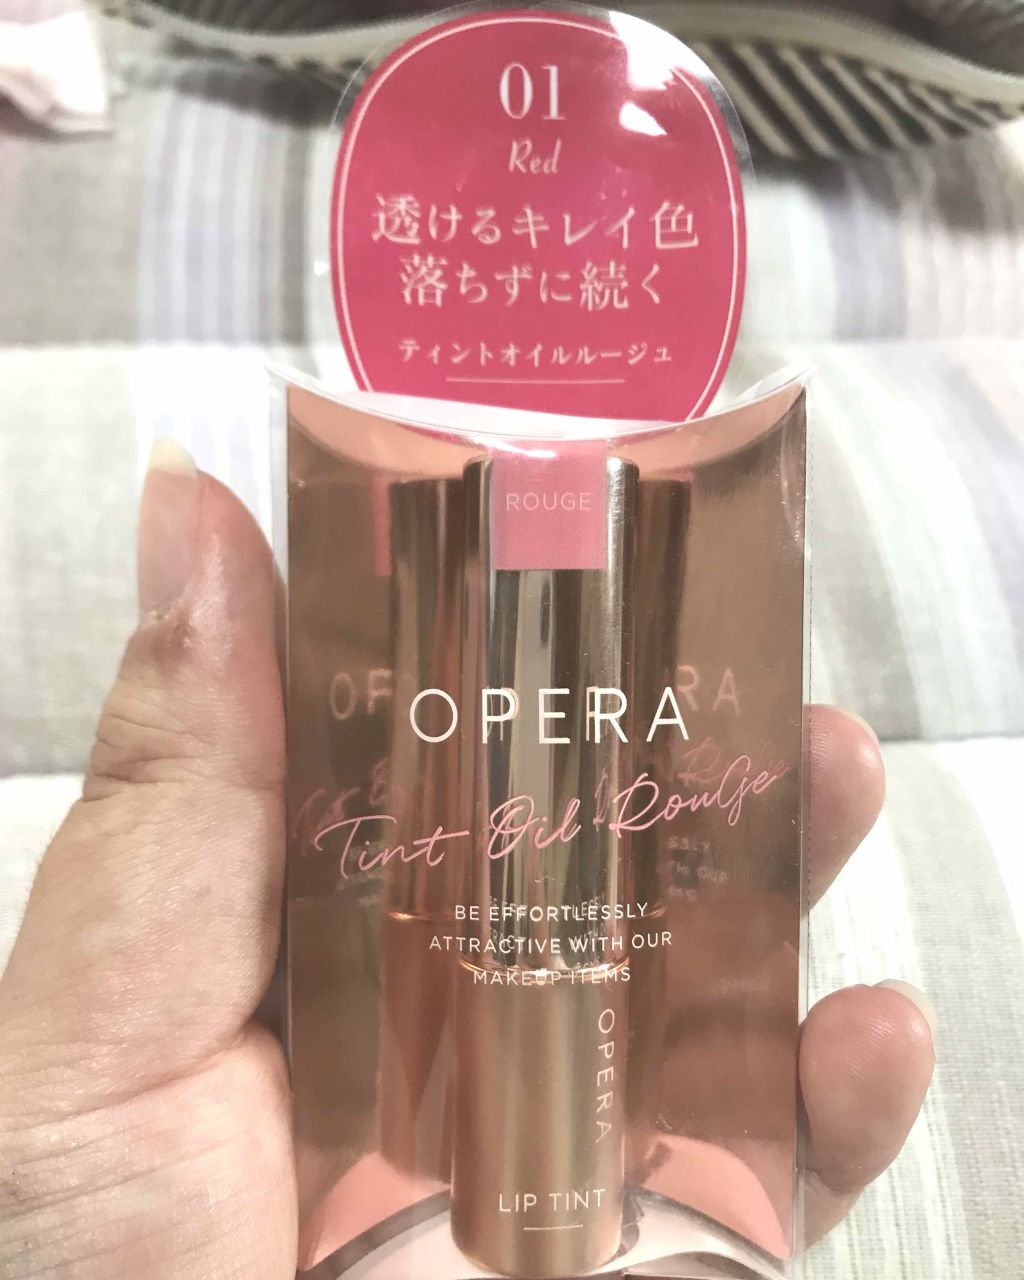 01
Red
透けるキレイ色
落ちずに続く
ティントオイルルージュ
ROUGE
OPERA
Tint Oil RouGe
BE EFFORTLESSLY
ATTRACTIVE WITH OUR
MAKEUP ITEMS
OPERA
LIP TINT